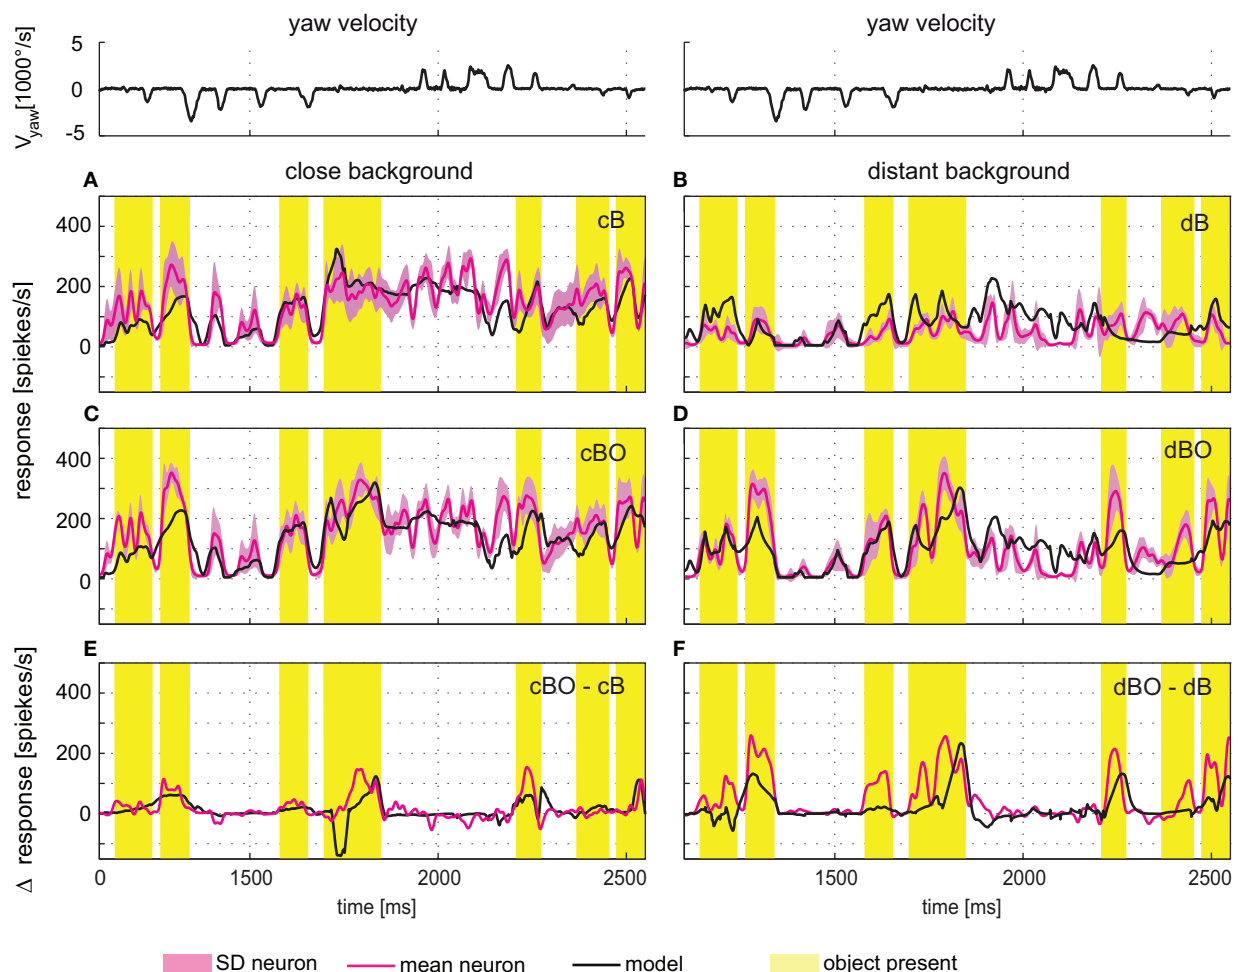 yaw velocity yaw velocity
V_yaw[1000°/s]
5
0
-5
A close background B distant background
cB dB
400
200
0
response [spiekes/s]
C D
cBO dBO
400
200
0
E F
cBO - cB dBO - dB
400
200
0
Δ response [spiekes/s]
0 1500 2000 2500 1500 2000 2500
time [ms] time [ms]
SD neuron mean neuron model object present